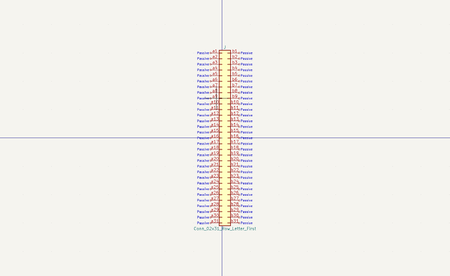 J
Passive a1 b1 Passive
Passive a2 b2 Passive
Passive a3 b3 Passive
Passive a4 b4 Passive
Passive a5 b5 Passive
Passive a6 b6 Passive
Passive a7 b7 Passive
Passive a8 b8 Passive
Passive a9 b9 Passive
Passive a10 b10 Passive
Passive a11 b11 Passive
Passive a12 b12 Passive
Passive a13 b13 Passive
Passive a14 b14 Passive
Passive a15 b15 Passive
Passive a16 b16 Passive
Passive a17 b17 Passive
Passive a18 b18 Passive
Passive a19 b19 Passive
Passive a20 b20 Passive
Passive a21 b21 Passive
Passive a22 b22 Passive
Passive a23 b23 Passive
Passive a24 b24 Passive
Passive a25 b25 Passive
Passive a26 b26 Passive
Passive a27 b27 Passive
Passive a28 b28 Passive
Passive a29 b29 Passive
Passive a30 b30 Passive
Passive a31 b31 Passive
Conn_02x31_Row_Letter_First